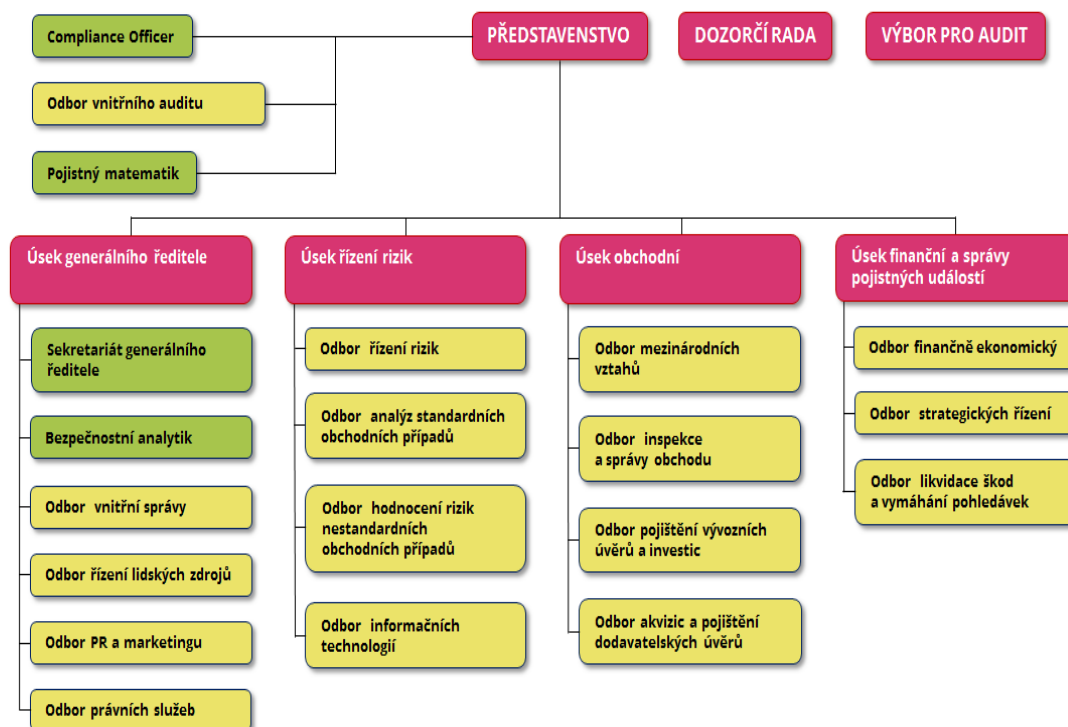 Compliance Officer
PŘEDSTAVENSTVO
DOZORČÍ RADA
VÝBOR PRO AUDIT
Odbor vnitřního auditu
Pojistný matematik
Úsek generálního ředitele
Sekretariát generálního
ředitele
Bezpečnostní analytik
Odbor vnitřní správy
Odbor řízení lidských zdrojů
Odbor PR a marketingu
Odbor právních služeb
Úsek řízení rizik
Odbor řízení rizik
Odbor analýz standardních
obchodních případů
Odbor hodnocení rizik
nestandardních
obchodních případů
Odbor informačních
technologií
Úsek obchodní
Odbor mezinárodních
vztahů
Odbor inspekce
a správy obchodu
Odbor pojištění vývozních
úvěrů a investic
Odbor akvizic a pojištění
dodavatelských úvěrů
Úsek finanční a správy
pojistných událostí
Odbor finančně ekonomický
Odbor strategických řízení
Odbor likvidace škod
a vymáhání pohledávek